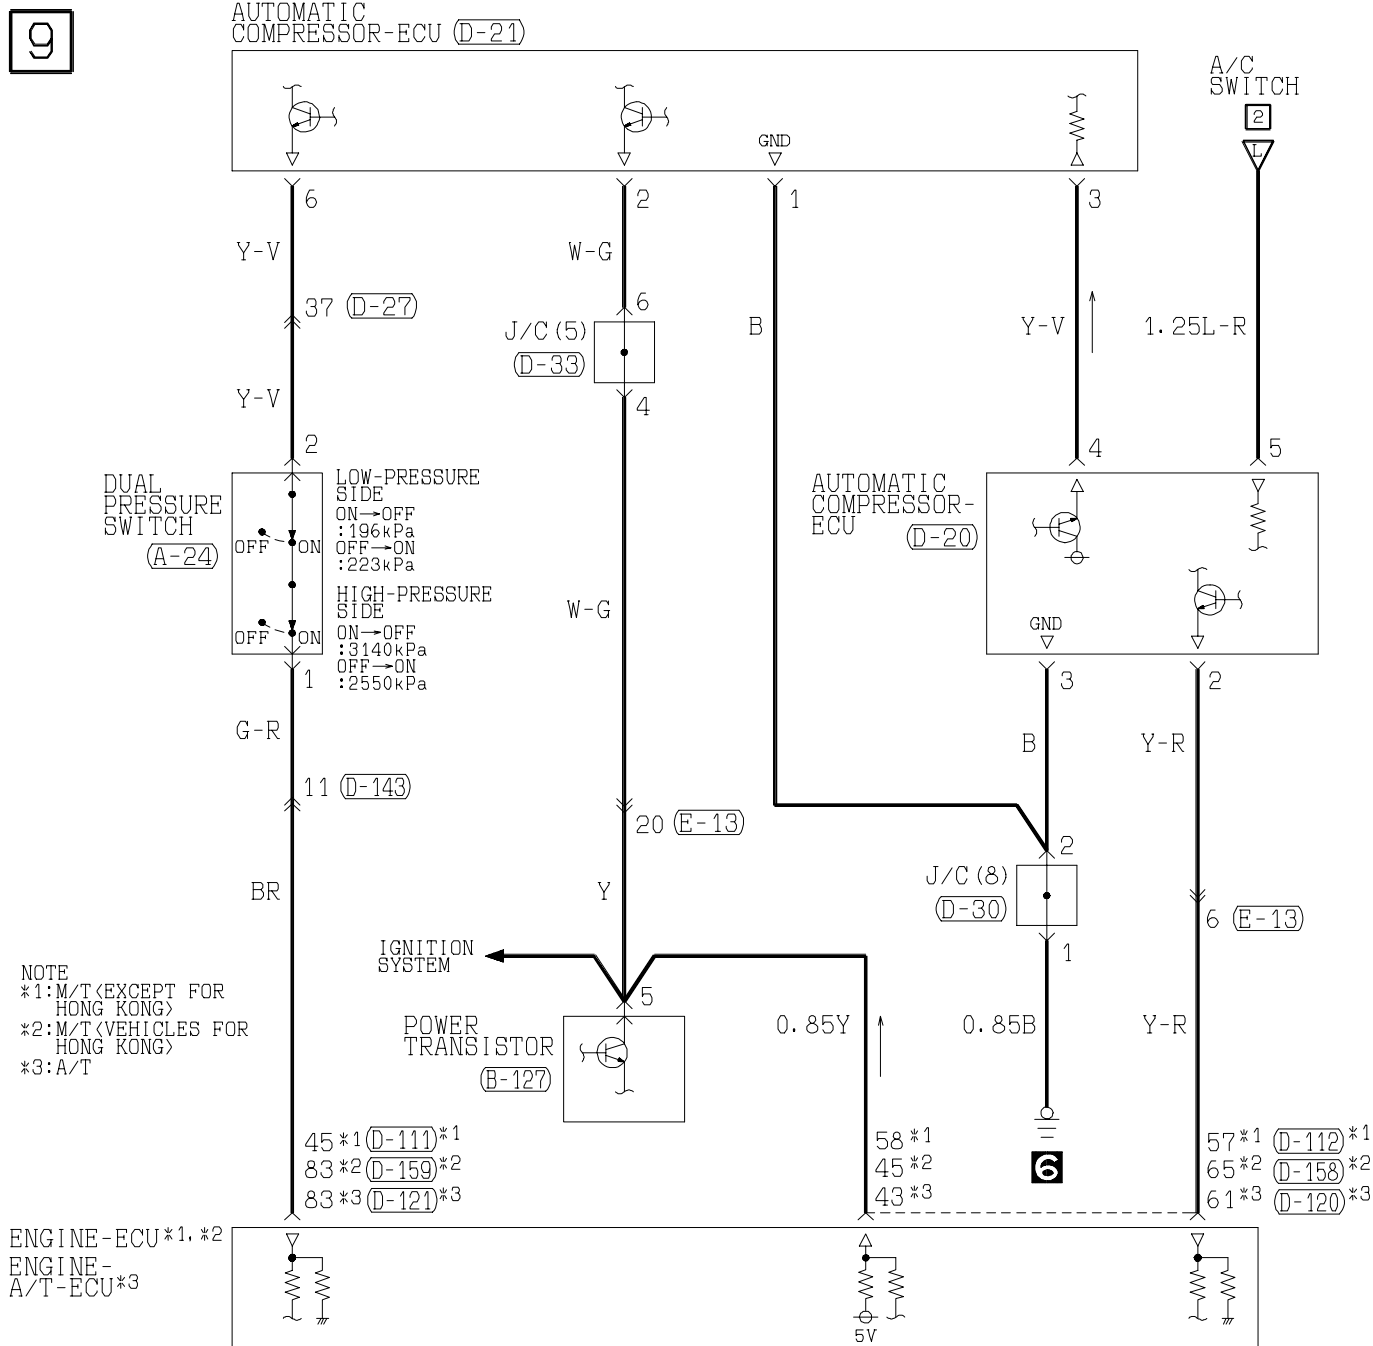 9
AUTOMATIC
COMPRESSOR-ECU (D-21)
A/C
SWITCH
2
L
GND
6
2
1
3
Y-V
W-G
37 (D-27)
6
J/C(5)
(D-33)
B
Y-V
1.25L-R
Y-V
4
2
4
5
DUAL
PRESSURE
SWITCH
(A-24)
OFF
ON
OFF
ON
LOW-PRESSURE
SIDE
ON→OFF
:196kPa
OFF→ON
:223kPa
HIGH-PRESSURE
SIDE
ON→OFF
:3140kPa
OFF→ON
:2550kPa
AUTOMATIC
COMPRESSOR-
ECU
(D-20)
W-G
GND
1
3
2
G-R
B
Y-R
11 (D-143)
20 (E-13)
2
J/C(8)
(D-30)
BR
Y
6 (E-13)
IGNITION
SYSTEM
1
5
NOTE
*1:M/T<EXCEPT FOR
HONG KONG>
*2:M/T<VEHICLES FOR
HONG KONG>
*3:A/T
POWER
TRANSISTOR
(B-127)
0.85Y
0.85B
Y-R
45*1(D-111)*1
83*2(D-159)*2
83*3(D-121)*3
58*1
45*2
43*3
6
57*1 (D-112)*1
65*2 (D-158)*2
61*3 (D-120)*3
ENGINE-ECU*1,*2
ENGINE-
A/T-ECU*3
5V